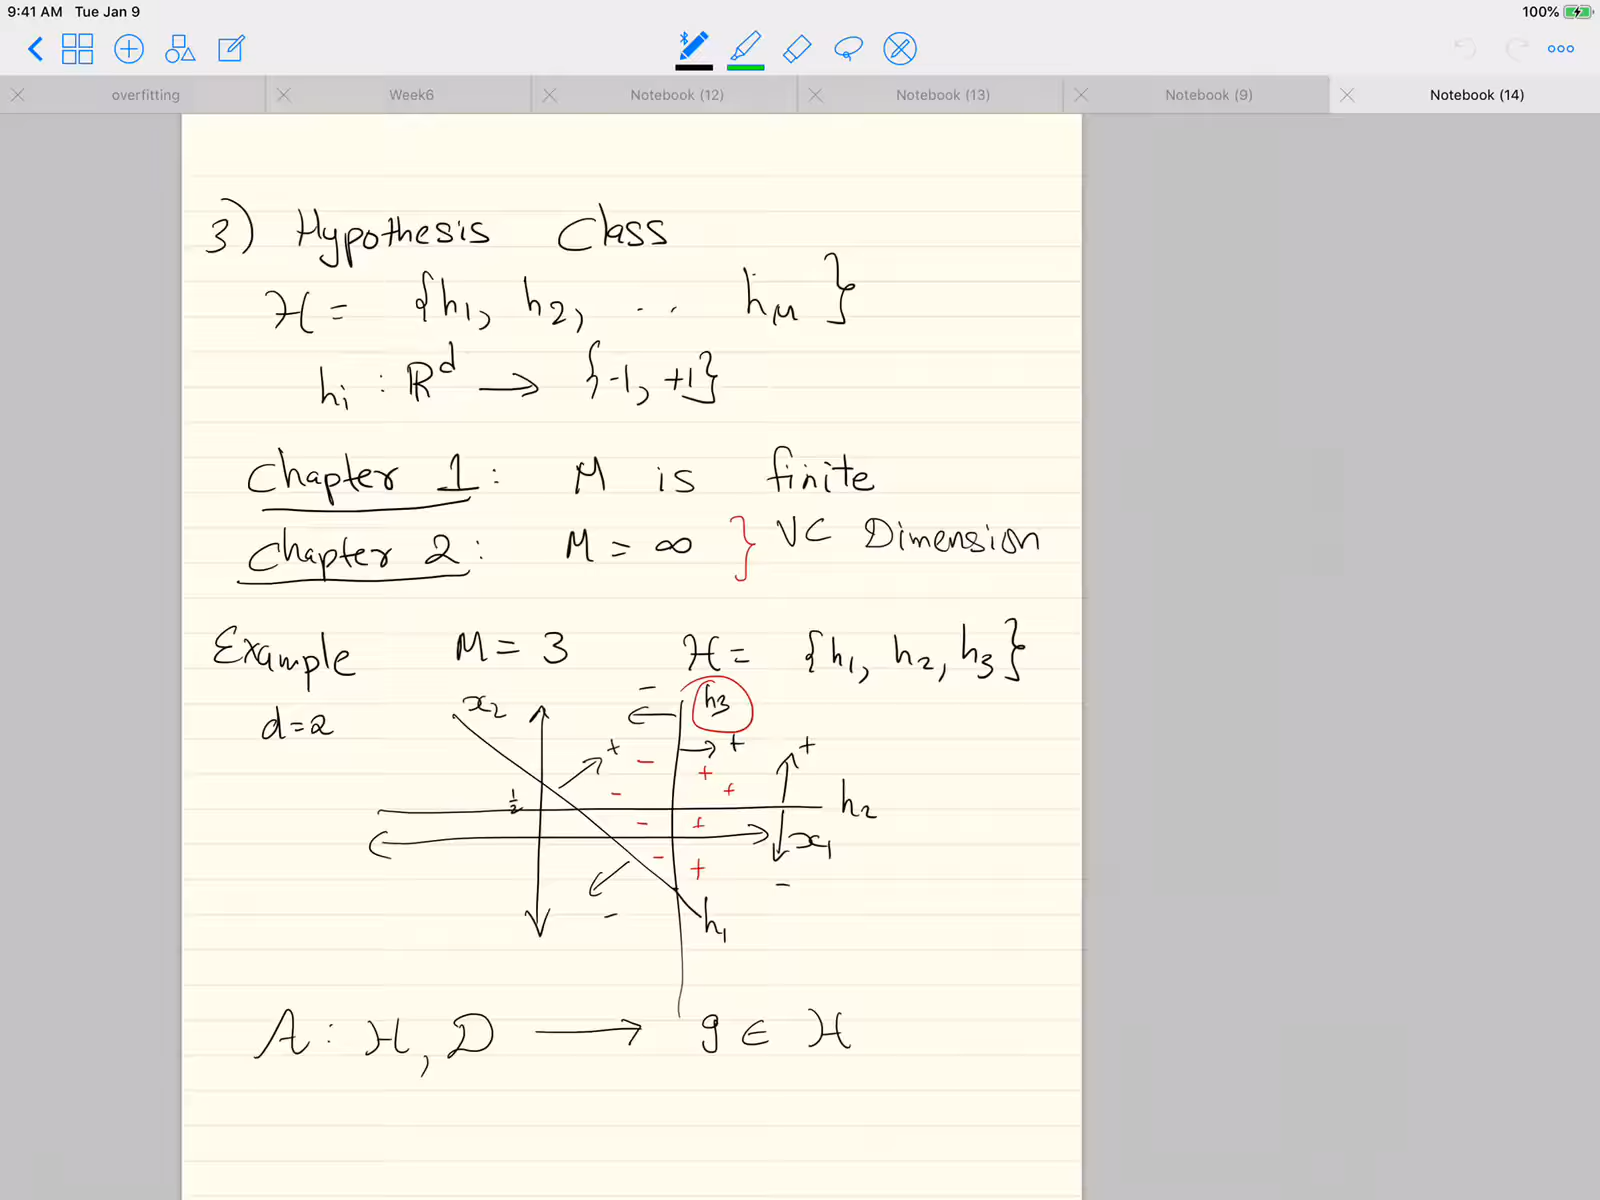 9:41 AM Tue Jan 9 100%
overfitting Week6 Notebook (12) Notebook (13) Notebook (9) Notebook (14)
3) Hypothesis Class
ℋ = {h₁, h₂, ... h_M}
hᵢ : ℝᵈ → {-1, +1}
Chapter 1: M is finite
Chapter 2: M = ∞ } VC Dimension
Example M = 3 ℋ = {h₁, h₂, h₃}
d=2
x₂ - h₃
+ + +
- +
- +
½ h₂
- +
x₁
- +
- -
h₁
A : ℋ, D → g ∈ ℋ